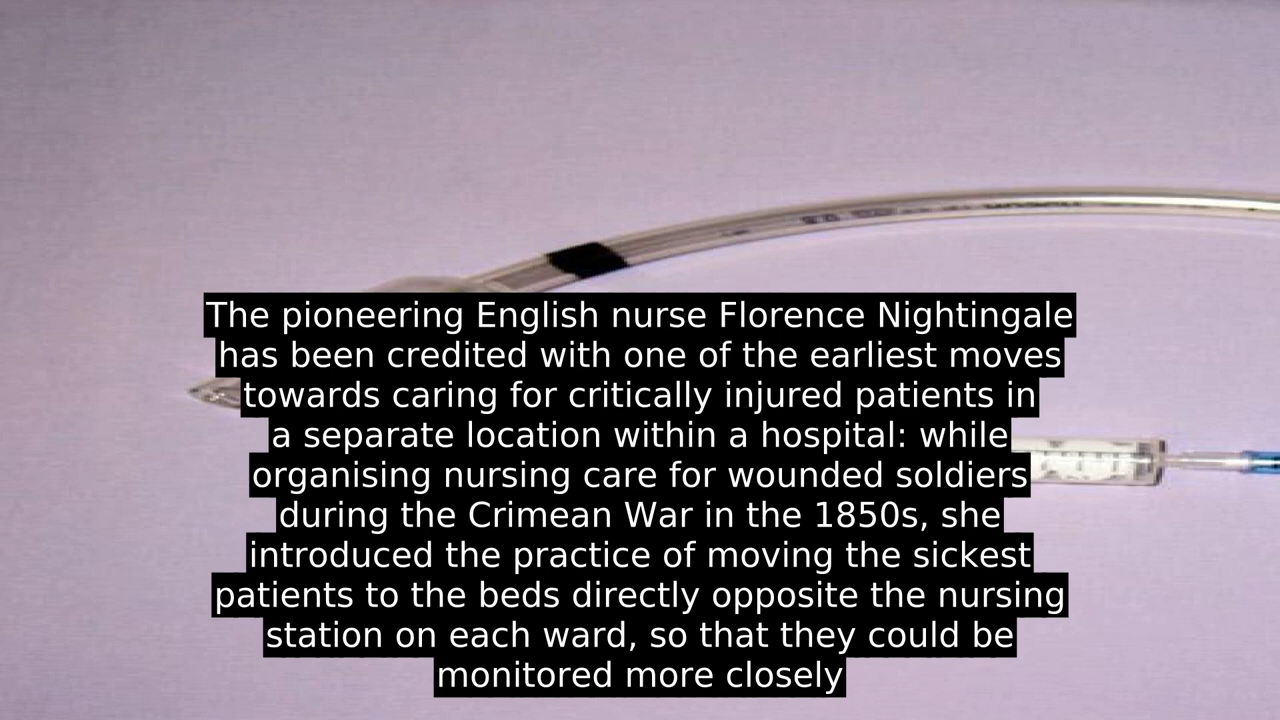 The pioneering English nurse Florence Nightingale
has been credited with one of the earliest moves
towards caring for critically injured patients in
a separate location within a hospital: while
organising nursing care for wounded soldiers
during the Crimean War in the 1850s, she
introduced the practice of moving the sickest
patients to the beds directly opposite the nursing
station on each ward, so that they could be
monitored more closely